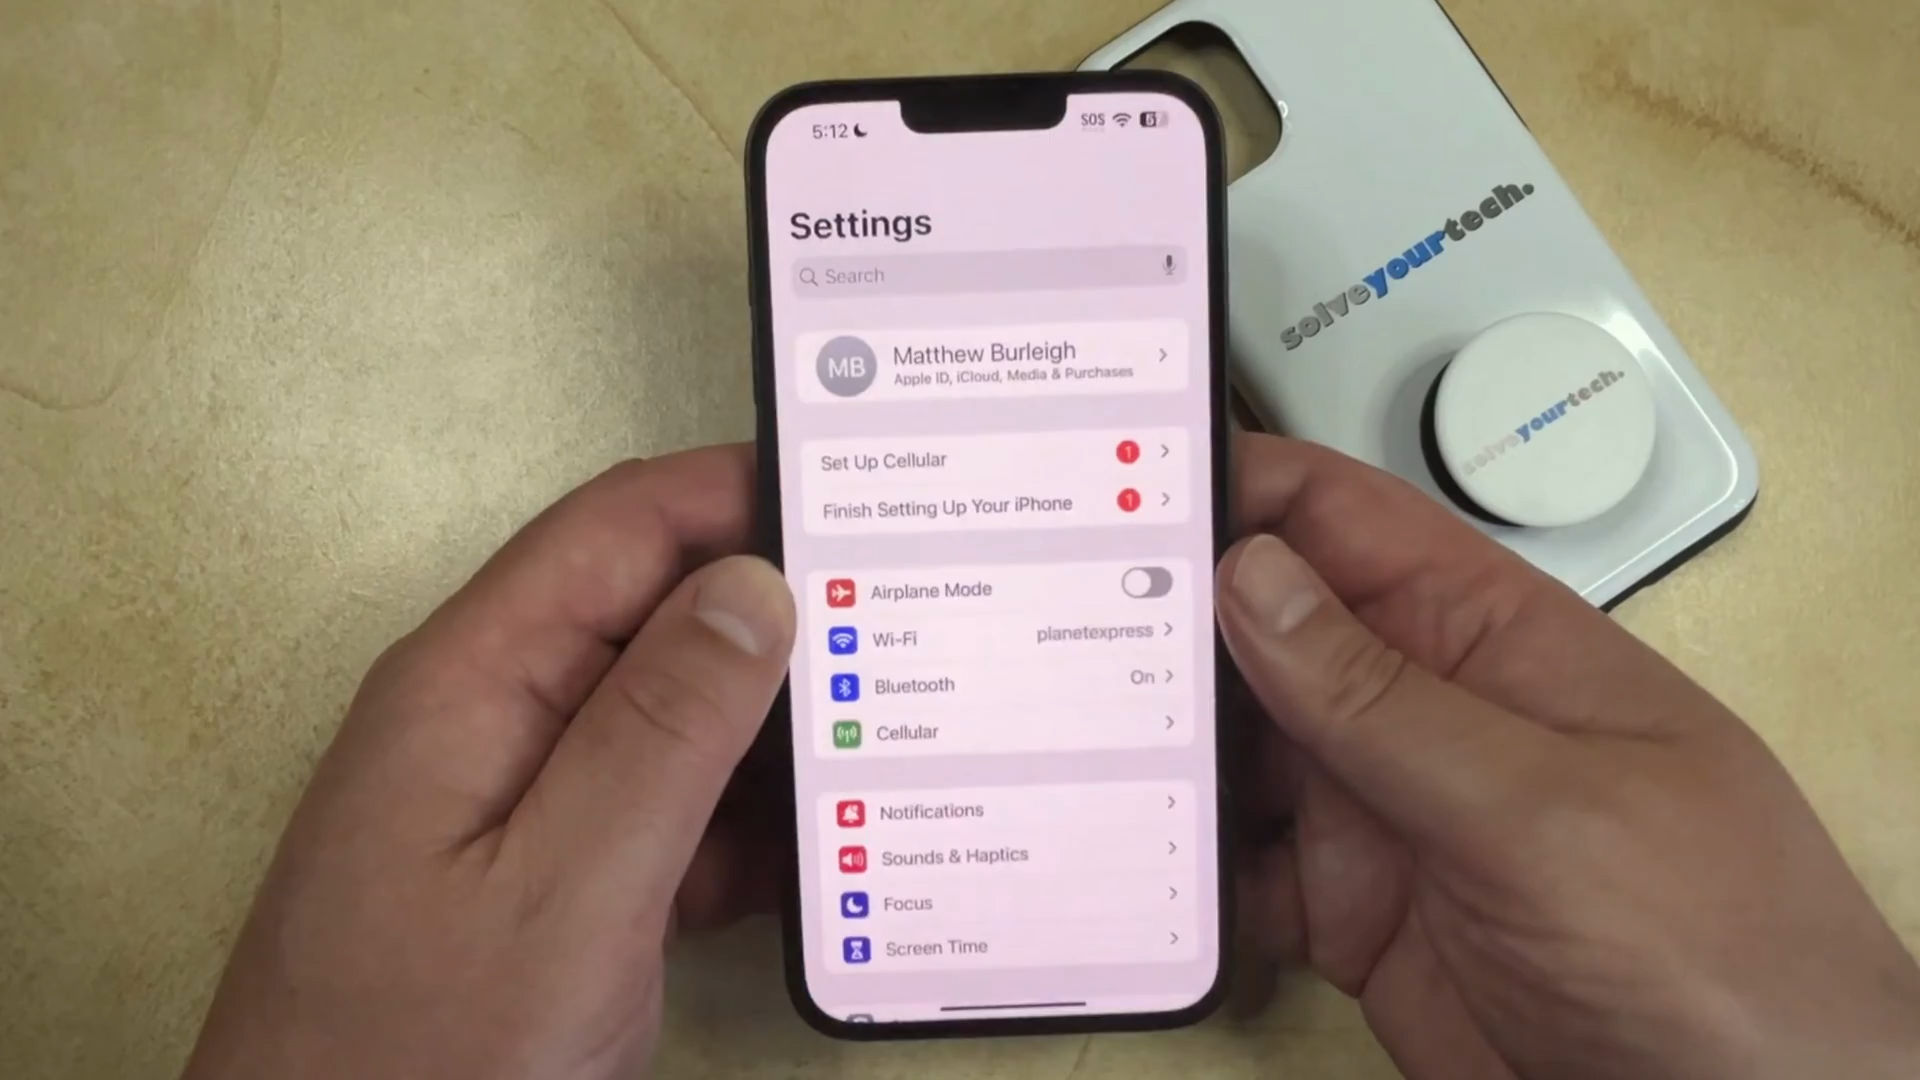 5:12
SOS
Settings
Search
MB
Matthew Burleigh
Apple ID, iCloud, Media & Purchases
Set Up Cellular 1
Finish Setting Up Your iPhone 1
Airplane Mode
Wi-Fi planetexpress
Bluetooth On
Cellular
Notifications
Sounds & Haptics
Focus
Screen Time
solveyourtech.
solveyourtech.